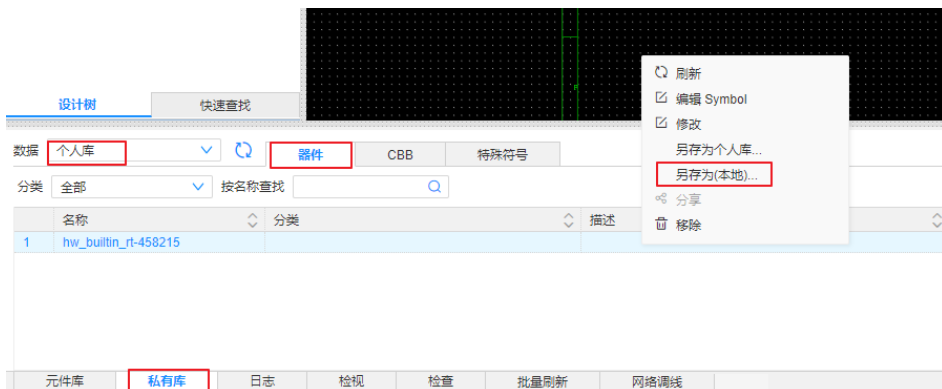 刷新
编辑 Symbol
修改
另存为个人库...
另存为(本地)...
分享
移除
设计树 快速查找
数据 个人库 器件 CBB 特殊符号
分类 全部 按名称查找
名称 分类 描述
1 hw_builtin_rt-458215
元件库 私有库 日志 检视 检查 批量刷新 网络调线